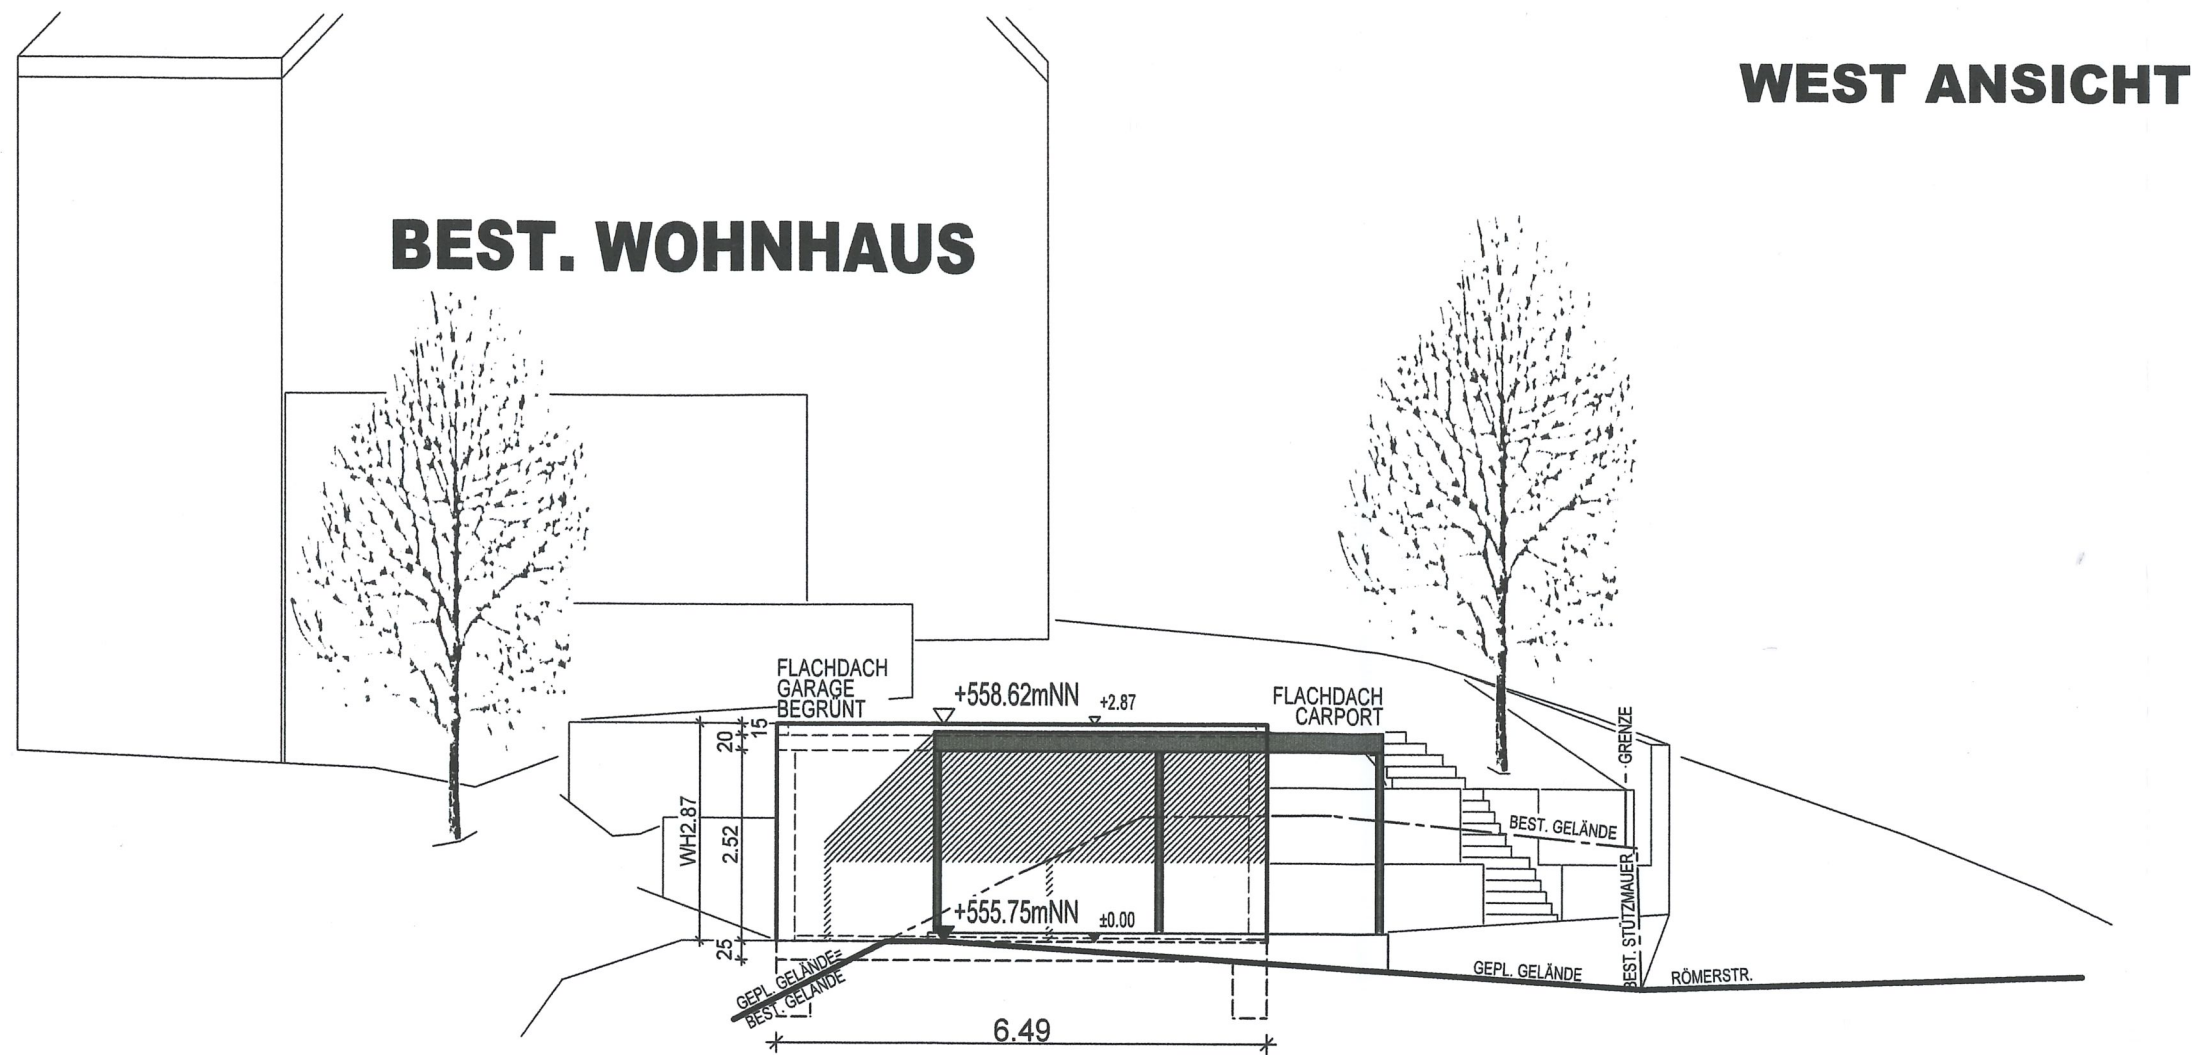 WEST ANSICHT
BEST. WOHNHAUS
FLACHDACH
GARAGE
BEGRÜNT
+558.62mNN
+2.87
FLACHDACH
CARPORT
GRENZE
15
20
WH2.87
2.52
25
BEST. GELÄNDE
BEST. STÜTZMAUER
+555.75mNN
±0.00
GEPL. GELÄNDE=
BEST. GELÄNDE
GEPL. GELÄNDE
RÖMERSTR.
6.49